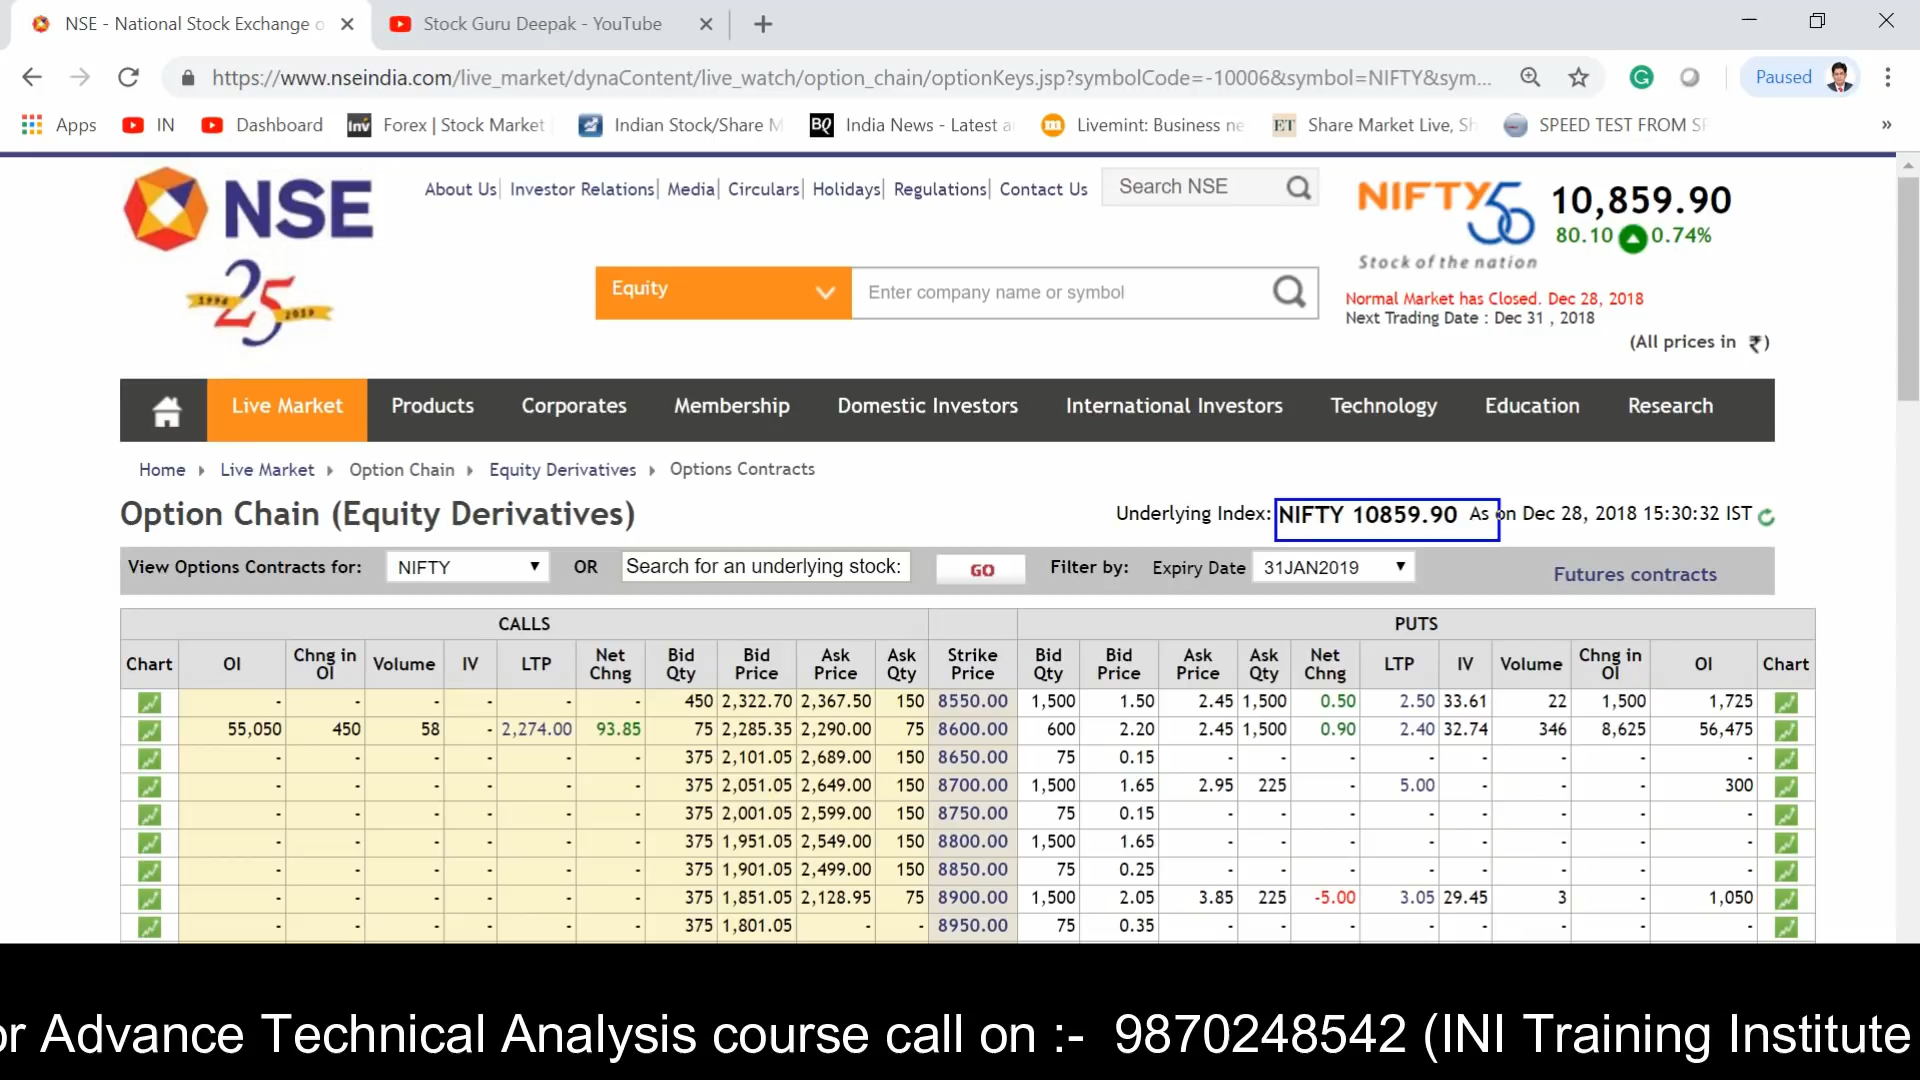 NSE - National Stock Exchange o
Stock Guru Deepak - YouTube
https://www.nseindia.com/live_market/dynaContent/live_watch/option_chain/optionKeys.jsp?symbolCode=-10006&symbol=NIFTY&sym...
Paused
Apps IN Dashboard Forex | Stock Market Indian Stock/Share M India News - Latest a Livemint: Business ne Share Market Live, Sh SPEED TEST FROM SP »
NSE
1994 25 2019
About Us| Investor Relations| Media| Circulars| Holidays| Regulations| Contact Us
Search NSE
NIFTY 50
Stock of the nation
10,859.90
80.10 0.74%
Equity
Enter company name or symbol
Normal Market has Closed. Dec 28, 2018
Next Trading Date : Dec 31 , 2018
(All prices in ₹)
Live Market Products Corporates Membership Domestic Investors International Investors Technology Education Research
Home Live Market Option Chain Equity Derivatives Options Contracts
Option Chain (Equity Derivatives)
Underlying Index: NIFTY 10859.90 As on Dec 28, 2018 15:30:32 IST
View Options Contracts for: NIFTY OR Search for an underlying stock: GO Filter by: Expiry Date 31JAN2019 Futures contracts
CALLS PUTS
Chart OI Chng in OI Volume IV LTP Net Chng Bid Qty Bid Price Ask Price Ask Qty Strike Price Bid Qty Bid Price Ask Price Ask Qty Net Chng LTP IV Volume Chng in OI OI Chart
- - - - - - 450 2,322.70 2,367.50 150 8550.00 1,500 1.50 2.45 1,500 0.50 2.50 33.61 22 1,500 1,725
55,050 450 58 - 2,274.00 93.85 75 2,285.35 2,290.00 75 8600.00 600 2.20 2.45 1,500 0.90 2.40 32.74 346 8,625 56,475
- - - - - - 375 2,101.05 2,689.00 150 8650.00 75 0.15 - - - - - - - -
- - - - - - 375 2,051.05 2,649.00 150 8700.00 1,500 1.65 2.95 225 - 5.00 - - - 300
- - - - - - 375 2,001.05 2,599.00 150 8750.00 75 0.15 - - - - - - - -
- - - - - - 375 1,951.05 2,549.00 150 8800.00 1,500 1.65 - - - - - - - -
- - - - - - 375 1,901.05 2,499.00 150 8850.00 75 0.25 - - - - - - - -
- - - - - - 375 1,851.05 2,128.95 75 8900.00 1,500 2.05 3.85 225 -5.00 3.05 29.45 3 - 1,050
- - - - - - 375 1,801.05 - - 8950.00 75 0.35 - - - - - - - -
or Advance Technical Analysis course call on :- 9870248542 (INI Training Institute